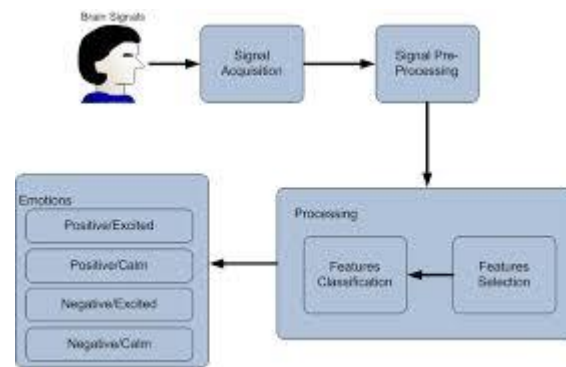 Brain Signals
Signal
Acquisition
Signal Pre-
Processing
Processing
Features
Classification
Features
Selection
Emotions
Positive/Excited
Positive/Calm
Negative/Excited
Negative/Calm